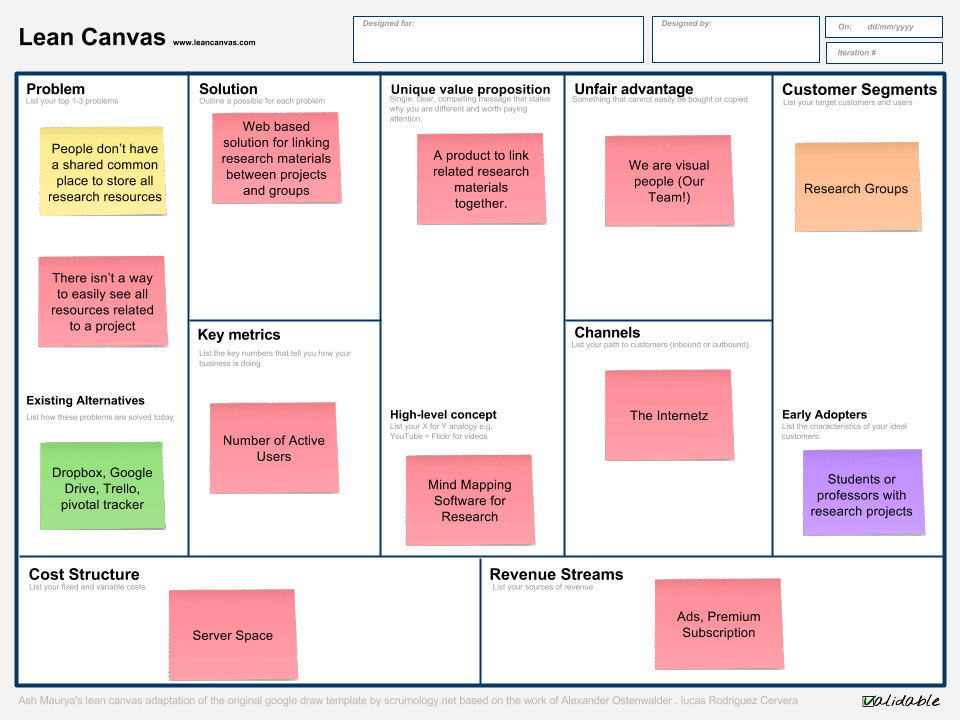 Lean Canvas www.leancanvas.com
Designed for:
Designed by:
On: dd/mm/yyyy
Iteration #
Problem
List your top 1-3 problems
People don't have
a shared common
place to store all
research resources
There isn't a way
to easily see all
resources related
to a project
Existing Alternatives
List how these problems are solved today
Dropbox, Google
Drive, Trello,
pivotal tracker
Solution
Outline a possible for each problem
Web based
solution for linking
research materials
between projects
and groups
Key metrics
List the key numbers that tell you how your
business is doing
Number of Active
Users
Unique value proposition
Single, clear, compelling message that states
why you are different and worth paying
attention.
A product to link
related research
materials
together.
High-level concept
List your X for Y analogy e.g.
YouTube = Flickr for videos
Mind Mapping
Software for
Research
Unfair advantage
Something that cannot easily be bought or copied
We are visual
people (Our
Team!)
Channels
List your path to customers (inbound or outbound).
The Internetz
Customer Segments
List your target customers and users
Research Groups
Early Adopters
List the characteristics of your ideal
customers.
Students or
professors with
research projects
Cost Structure
List your fixed and variable costs.
Server Space
Revenue Streams
List your sources of revenue
Ads, Premium
Subscription
Ash Maurya's lean canvas adaptation of the original google draw template by scrumology.net based on the work of Alexander Ostenwalder . lucas Rodriguez Cervera
Validable